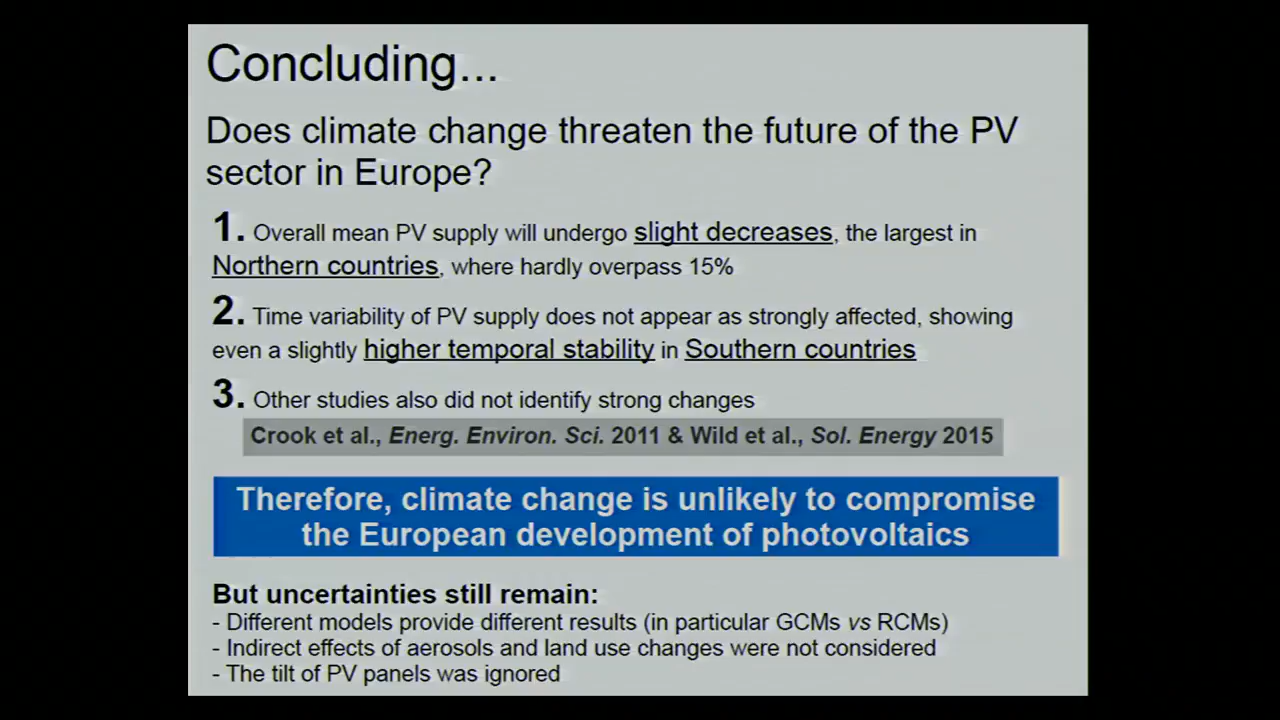 Concluding...
Does climate change threaten the future of the PV
sector in Europe?
1. Overall mean PV supply will undergo slight decreases, the largest in
Northern countries, where hardly overpass 15%
2. Time variability of PV supply does not appear as strongly affected, showing
even a slightly higher temporal stability in Southern countries
3. Other studies also did not identify strong changes
Crook et al., Energ. Environ. Sci. 2011 & Wild et al., Sol. Energy 2015
Therefore, climate change is unlikely to compromise
the European development of photovoltaics
But uncertainties still remain:
- Different models provide different results (in particular GCMs vs RCMs)
- Indirect effects of aerosols and land use changes were not considered
- The tilt of PV panels was ignored